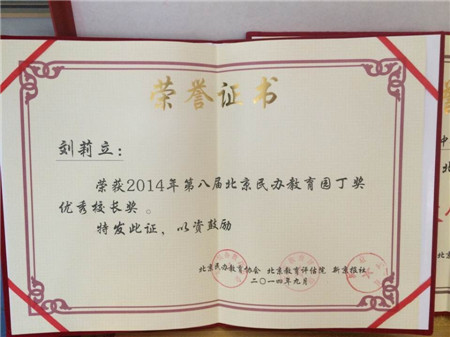 荣誉证书
刘莉立：
荣获2014年第八届北京民办教育园丁奖
优秀校长奖。
特发此证，以资鼓励
北京民办教育协会 北京教育评估院 新京报社
二〇一四年九月